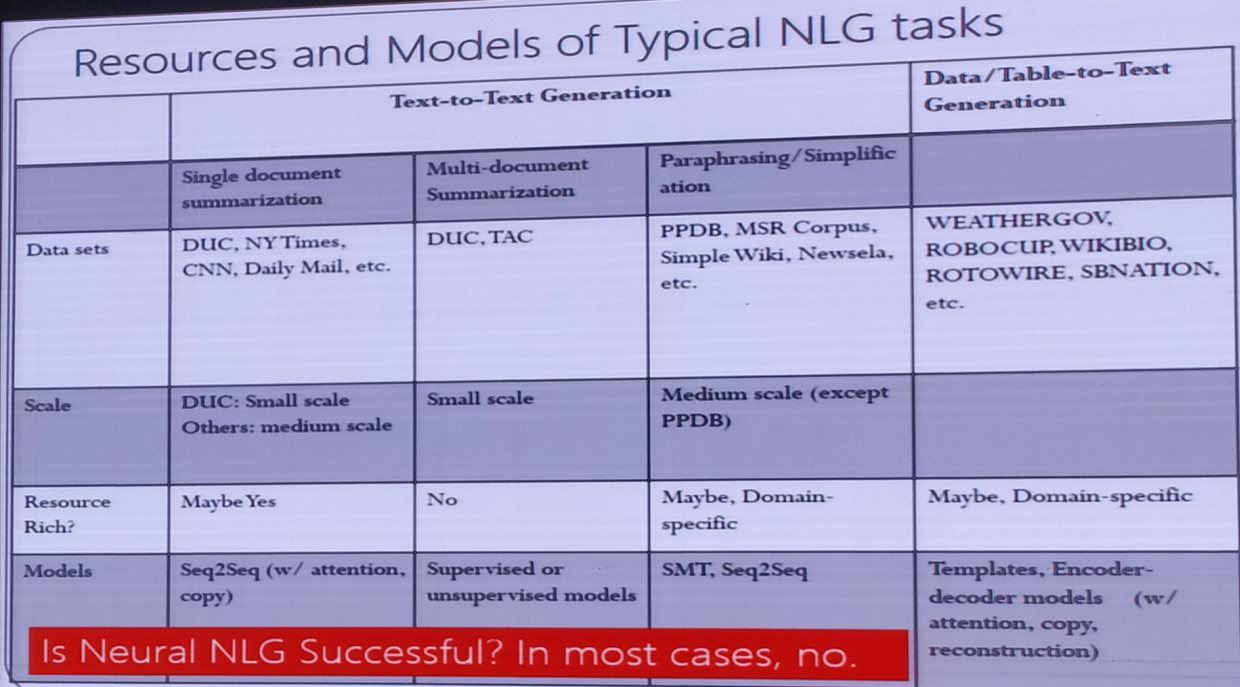 Resources and Models of Typical NLG tasks
Text-to-Text Generation
Data/Table-to-Text
Generation
Single document
summarization
Multi-document
Summarization
Paraphrasing/Simplific
ation
Data sets
DUC, NY Times,
CNN, Daily Mail, etc.
DUC, TAC
PPDB, MSR Corpus,
Simple Wiki, Newsela,
etc.
WEATHERGOV,
ROBOCUP, WIKIBIO,
ROTOWIRE, SBNATION,
etc.
Scale
DUC: Small scale
Others: medium scale
Small scale
Medium scale (except
PPDB)
Resource
Rich?
Maybe Yes
No
Maybe, Domain-
specific
Maybe, Domain-specific
Models
Seq2Seq (w/ attention,
copy)
Supervised or
unsupervised models
SMT, Seq2Seq
Templates, Encoder-
decoder models (w/
attention, copy,
reconstruction)
Is Neural NLG Successful? In most cases, no.